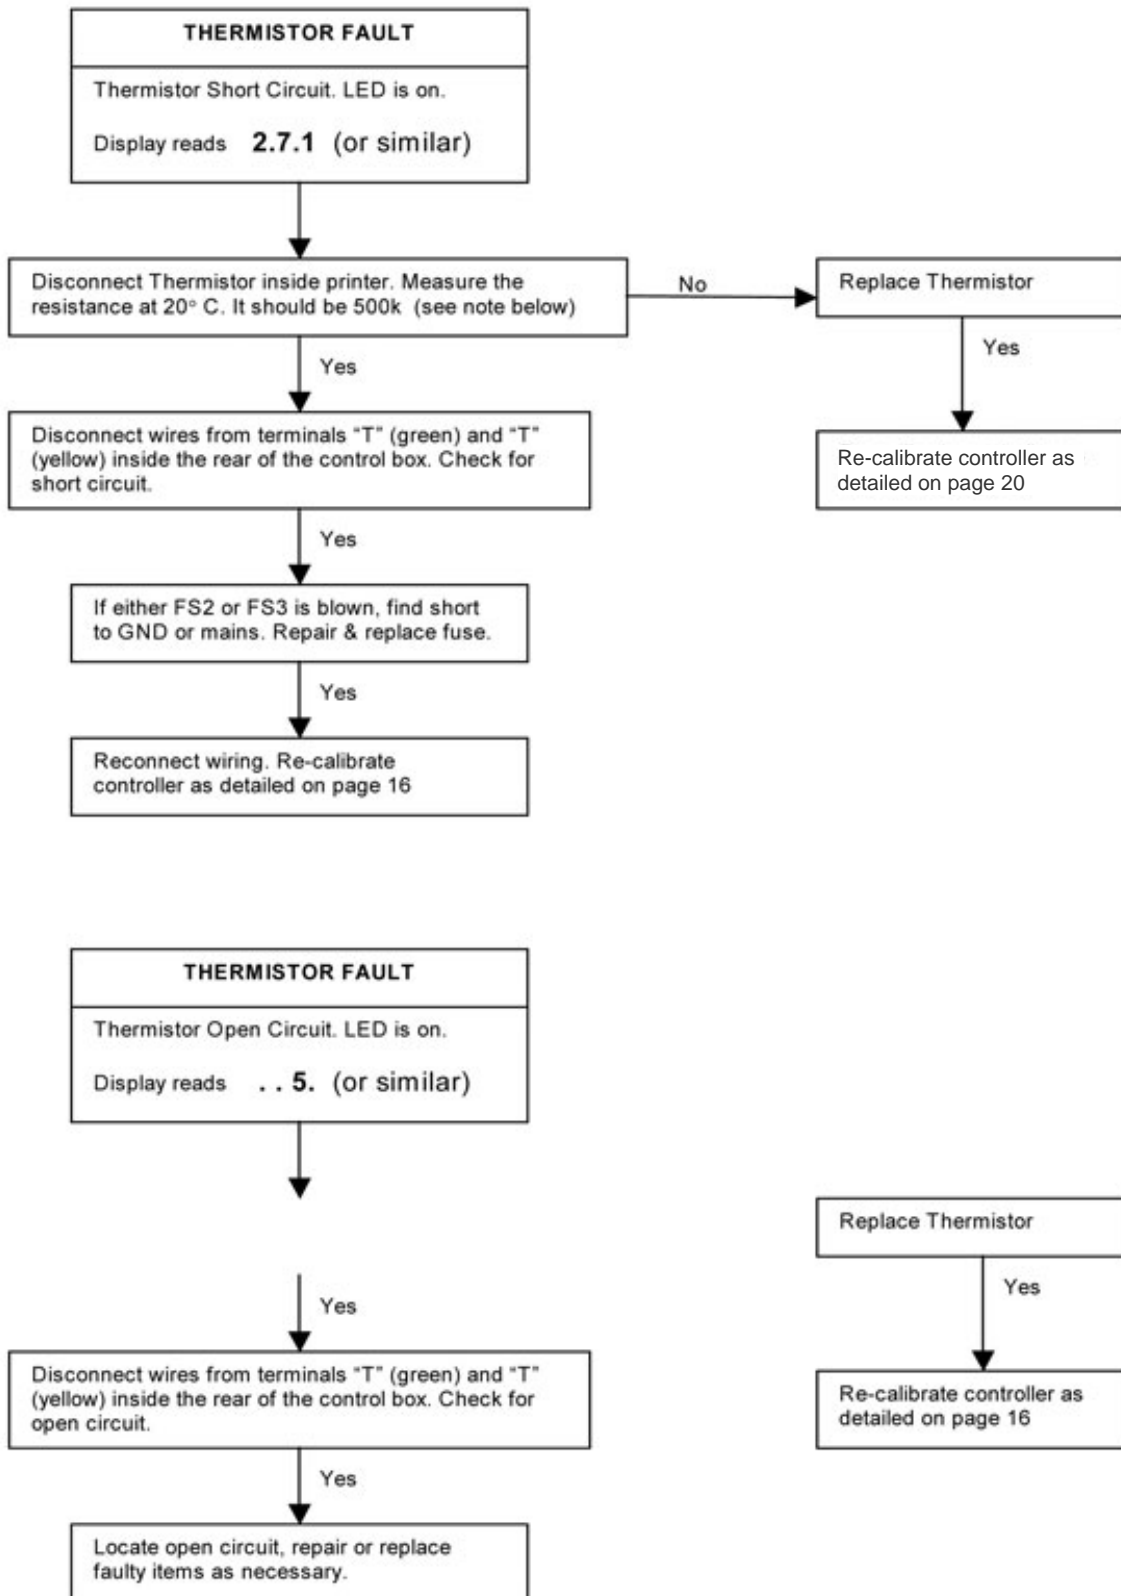 THERMISTOR FAULT
Thermistor Short Circuit. LED is on.
Display reads 2.7.1 (or similar)
Disconnect Thermistor inside printer. Measure the
resistance at 20° C. It should be 500k (see note below)
No
Replace Thermistor
Yes
Re-calibrate controller as
detailed on page 20
Yes
Disconnect wires from terminals “T” (green) and “T”
(yellow) inside the rear of the control box. Check for
short circuit.
Yes
If either FS2 or FS3 is blown, find short
to GND or mains. Repair & replace fuse.
Yes
Reconnect wiring. Re-calibrate
controller as detailed on page 16
THERMISTOR FAULT
Thermistor Open Circuit. LED is on.
Display reads . . 5. (or similar)
Replace Thermistor
Yes
Re-calibrate controller as
detailed on page 16
Yes
Disconnect wires from terminals “T” (green) and “T”
(yellow) inside the rear of the control box. Check for
open circuit.
Yes
Locate open circuit, repair or replace
faulty items as necessary.